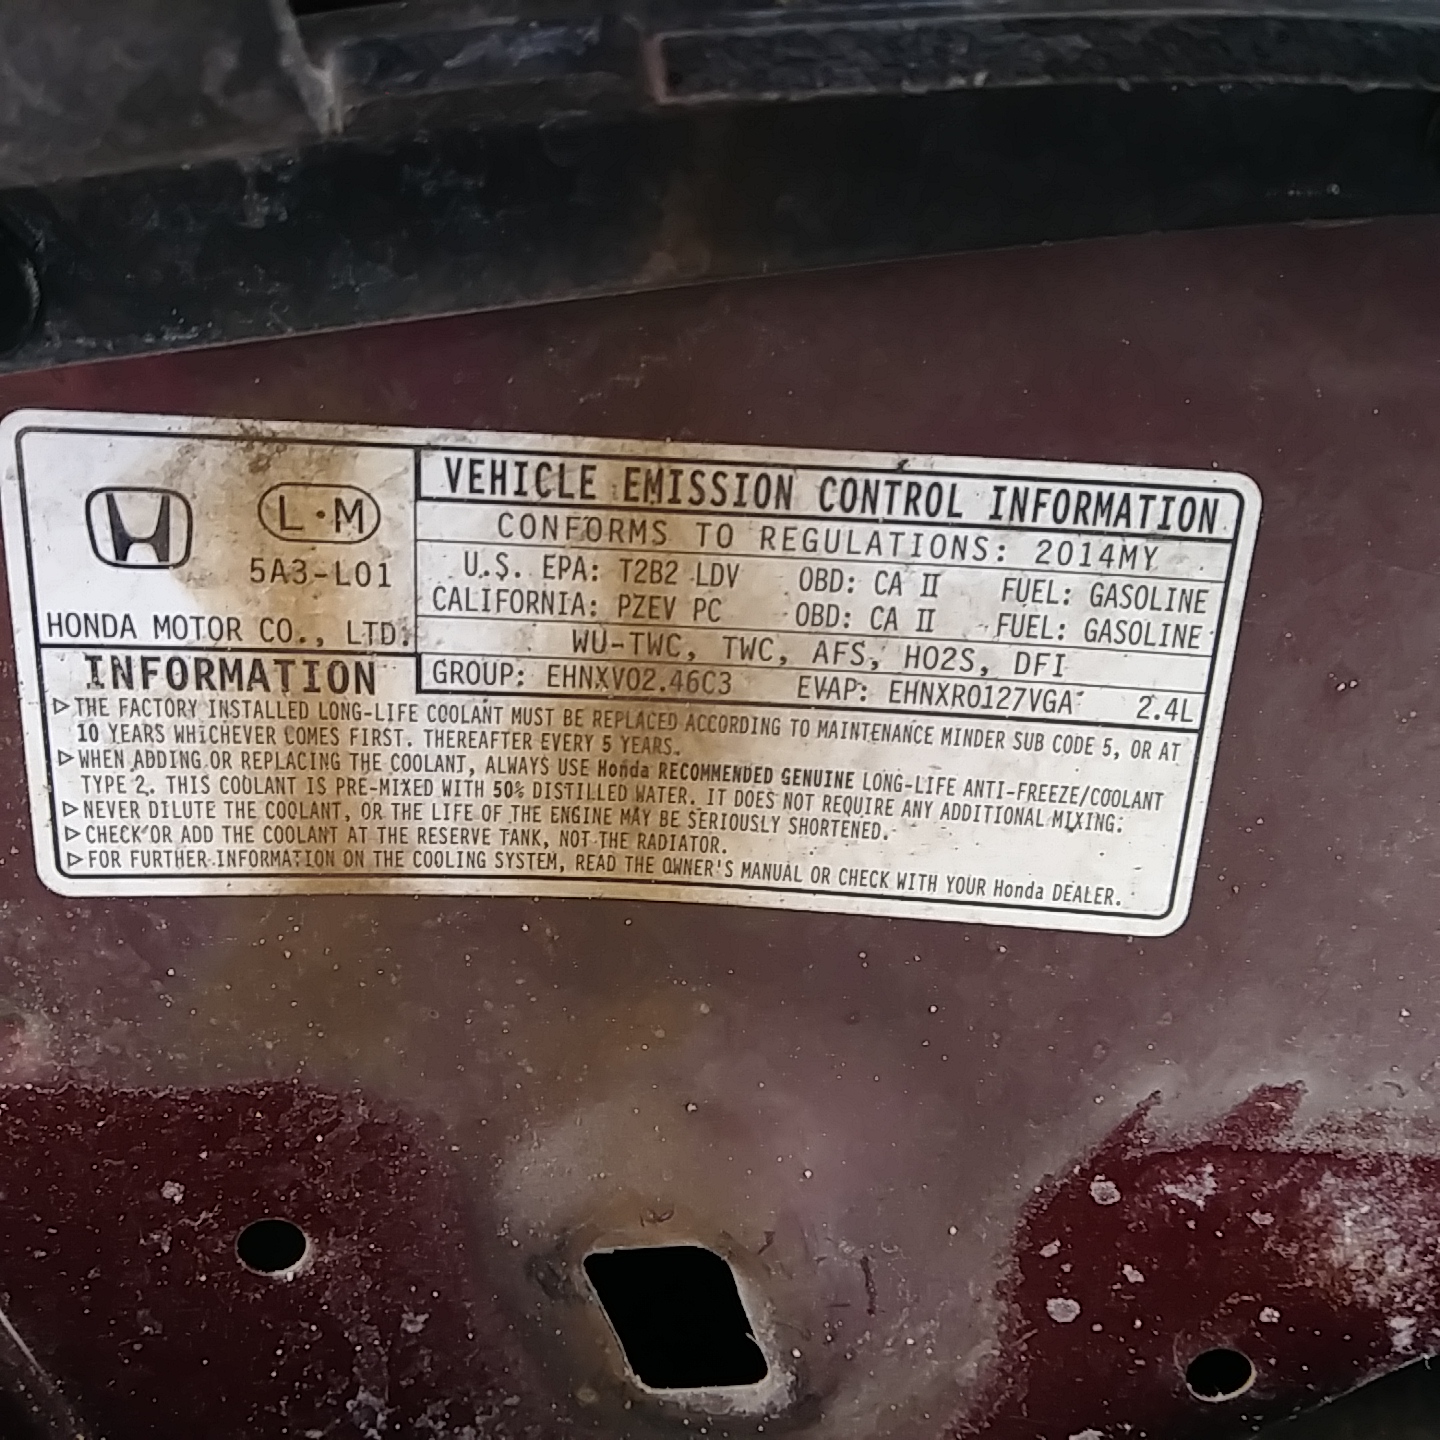 L·M
5A3-L01
HONDA MOTOR CO., LTD.
VEHICLE EMISSION CONTROL INFORMATION
CONFORMS TO REGULATIONS: 2014MY
U.S. EPA: T2B2 LDV OBD: CA II FUEL: GASOLINE
CALIFORNIA: PZEV PC OBD: CA II FUEL: GASOLINE
WU-TWC, TWC, AFS, HO2S, DFI
GROUP: EHNXV02.46C3 EVAP: EHNXR0127VGA 2.4L
INFORMATION
▷THE FACTORY INSTALLED LONG-LIFE COOLANT MUST BE REPLACED ACCORDING TO MAINTENANCE MINDER SUB CODE 5, OR AT
10 YEARS WHICHEVER COMES FIRST. THEREAFTER EVERY 5 YEARS.
▷WHEN ADDING OR REPLACING THE COOLANT, ALWAYS USE Honda RECOMMENDED GENUINE LONG-LIFE ANTI-FREEZE/COOLANT
TYPE 2. THIS COOLANT IS PRE-MIXED WITH 50% DISTILLED WATER. IT DOES NOT REQUIRE ANY ADDITIONAL MIXING.
▷NEVER DILUTE THE COOLANT, OR THE LIFE OF THE ENGINE MAY BE SERIOUSLY SHORTENED.
▷CHECK OR ADD THE COOLANT AT THE RESERVE TANK, NOT THE RADIATOR.
▷FOR FURTHER INFORMATION ON THE COOLING SYSTEM, READ THE OWNER'S MANUAL OR CHECK WITH YOUR Honda DEALER.